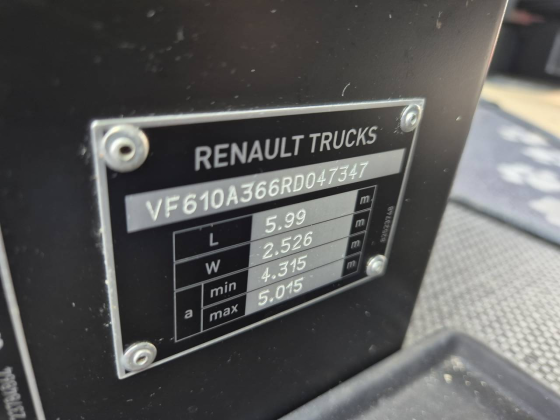 RENAULT TRUCKS
VF610A366RD047347
L 5.99 m
W 2.526 m
a min 4.315 m
max 5.015